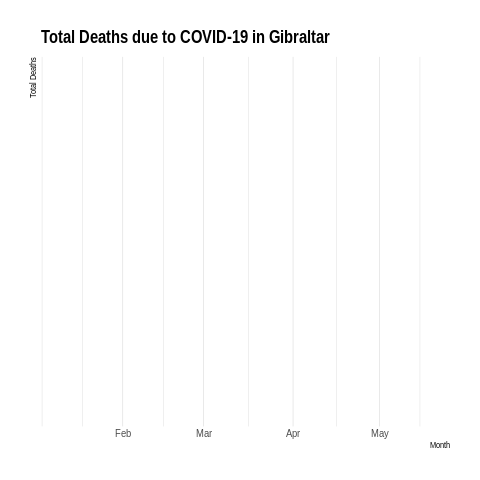 Total Deaths due to COVID-19 in Gibraltar
Total Deaths
Feb Mar Apr May
Month